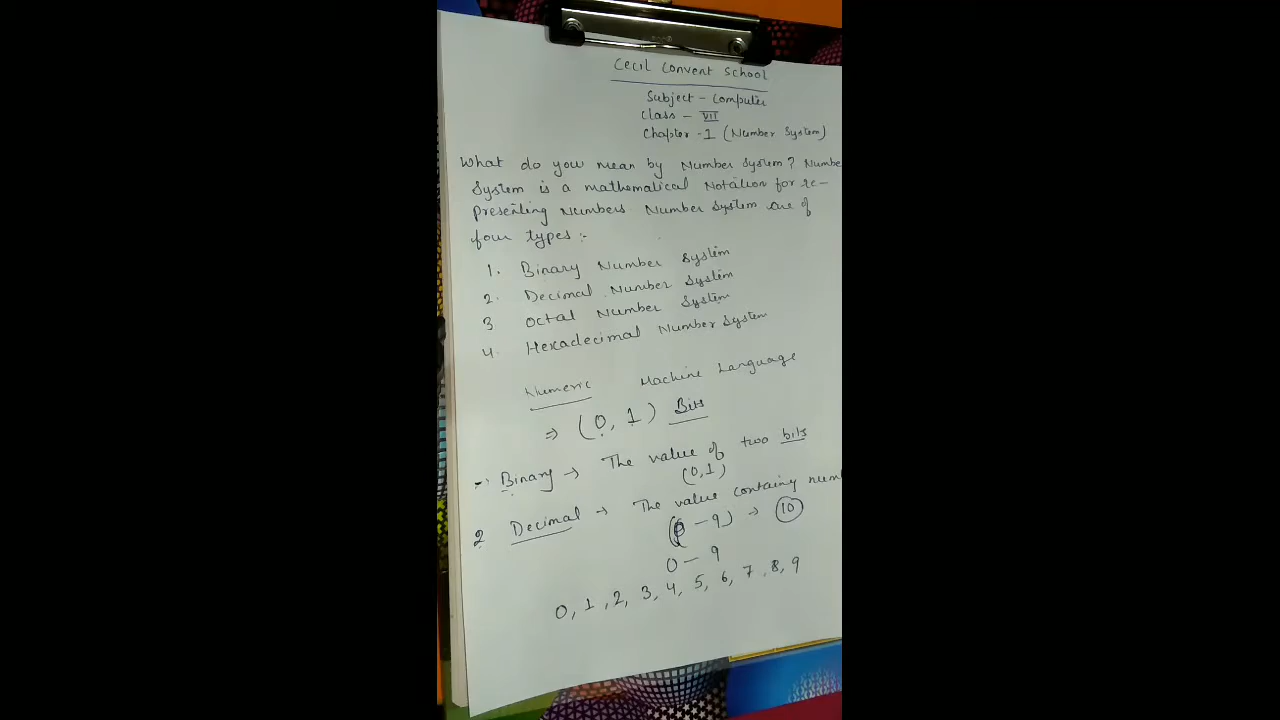 Cecil Convent School
Subject - Computer
Class - VII
Chapter -1 (Number System)
What do you mean by Number System? Numbe
System is a mathematical Notation for re-
presenting Numbers. Number System are of
four types :-
1. Binary Number System
2. Decimal Number System
3 Octal Number System
4. Hexadecimal Number System
Numeric Machine Language
⇒ (0, 1) Bits
Binary → The value of two bits
(0,1)
2 Decimal → The value containy num
(0 - 9) → 10
0 - 9
0, 1, 2, 3, 4, 5, 6, 7, 8, 9